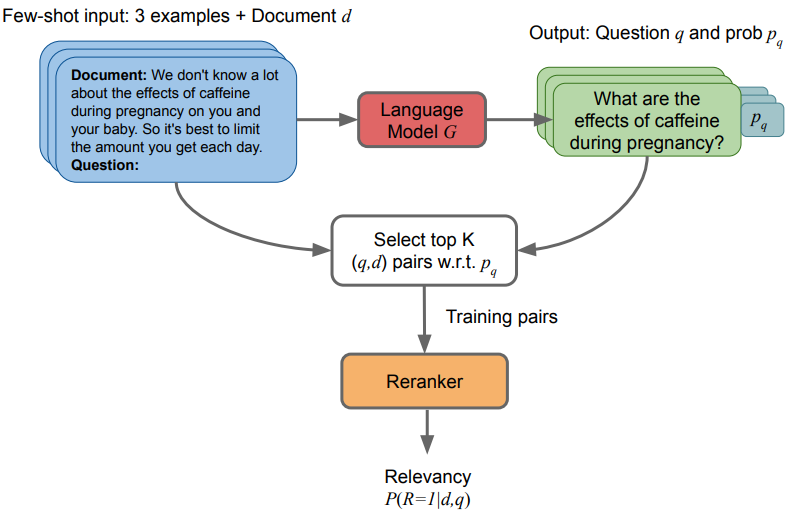 Few-shot input: 3 examples + Document d
Output: Question q and prob p_q
Document: We don't know a lot
about the effects of caffeine
during pregnancy on you and
your baby. So it's best to limit
the amount you get each day.
Question:
Language
Model G
What are the
effects of caffeine
during pregnancy?
p_q
Select top K
(q,d) pairs w.r.t. p_q
Training pairs
Reranker
Relevancy
P(R=1|d,q)